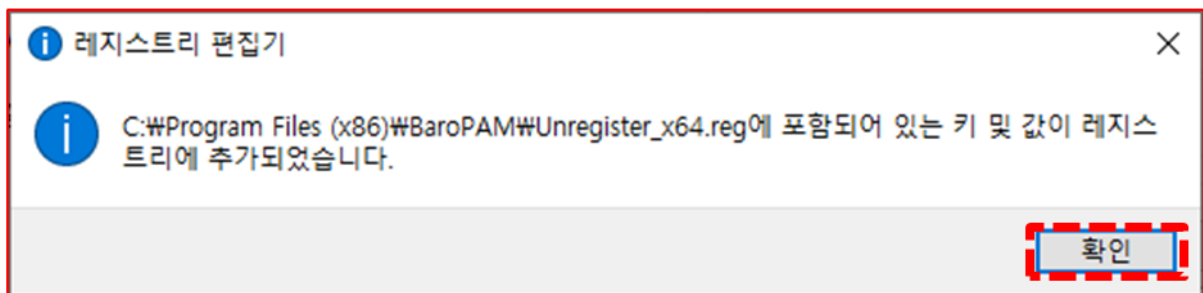 레지스트리 편집기
C:₩Program Files (x86)₩BaroPAM₩Unregister_x64.reg에 포함되어 있는 키 및 값이 레지스
트리에 추가되었습니다.
확인